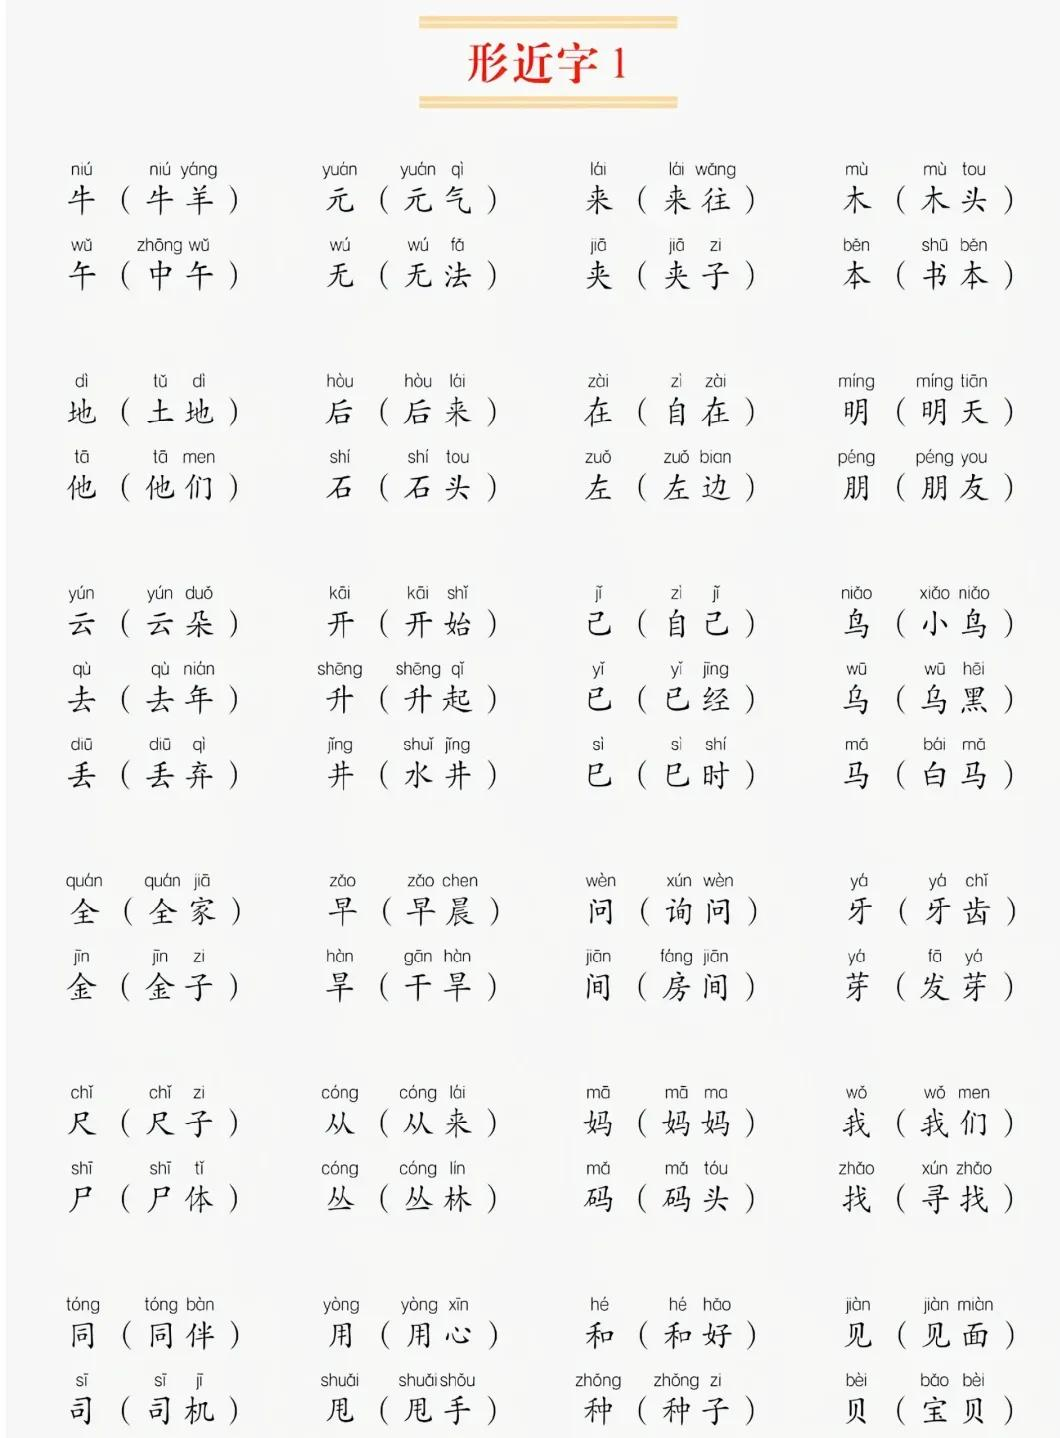 形近字1
niú niú yáng yuán yuán qì lái lái wǎng mù mù tou
牛（牛羊） 元（元气） 来（来往） 木（木头）
wǔ zhōng wǔ wú wú fǎ jiā jiā zi běn shū běn
午（中午） 无（无法） 夹（夹子） 本（书本）
dì tǔ dì hòu hòu lái zài zì zài míng míng tiān
地（土地） 后（后来） 在（自在） 明（明天）
tā tā men shí shí tou zuǒ zuǒ bian péng péng you
他（他们） 石（石头） 左（左边） 朋（朋友）
yún yún duǒ kāi kāi shǐ jǐ zì jǐ niǎo xiǎo niǎo
云（云朵） 开（开始） 己（自己） 鸟（小鸟）
qù qù nián shēng shēng qǐ yǐ yǐ jīng wū wū hēi
去（去年） 升（升起） 已（已经） 乌（乌黑）
diū diū qì jǐng shuǐ jǐng sì sì shí mǎ bái mǎ
丢（丢弃） 井（水井） 巳（巳时） 马（白马）
quán quán jiā zǎo zǎo chen wèn xún wèn yá yá chǐ
全（全家） 早（早晨） 问（询问） 牙（牙齿）
jīn jīn zi hàn gān hàn jiān fáng jiān yá fā yá
金（金子） 旱（干旱） 间（房间） 芽（发芽）
chǐ chǐ zi cóng cóng lái mā mā ma wǒ wǒ men
尺（尺子） 从（从来） 妈（妈妈） 我（我们）
shī shī tǐ cóng cóng lín mǎ mǎ tóu zhǎo xún zhǎo
尸（尸体） 丛（丛林） 码（码头） 找（寻找）
tóng tóng bàn yòng yòng xīn hé hé hǎo jiàn jiàn miàn
同（同伴） 用（用心） 和（和好） 见（见面）
sī sī jī shuǎi shuǎi shǒu zhǒng zhǒng zi bèi bǎo bèi
司（司机） 甩（甩手） 种（种子） 贝（宝贝）